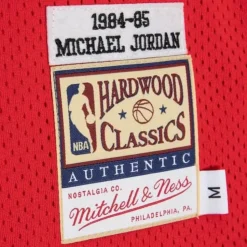 1984-85
MICHAEL JORDAN
HARDWOOD
NBA
CLASSICS
AUTHENTIC
NOSTALGIA CO.
Mitchell & Ness
PHILADELPHIA, PA.
M